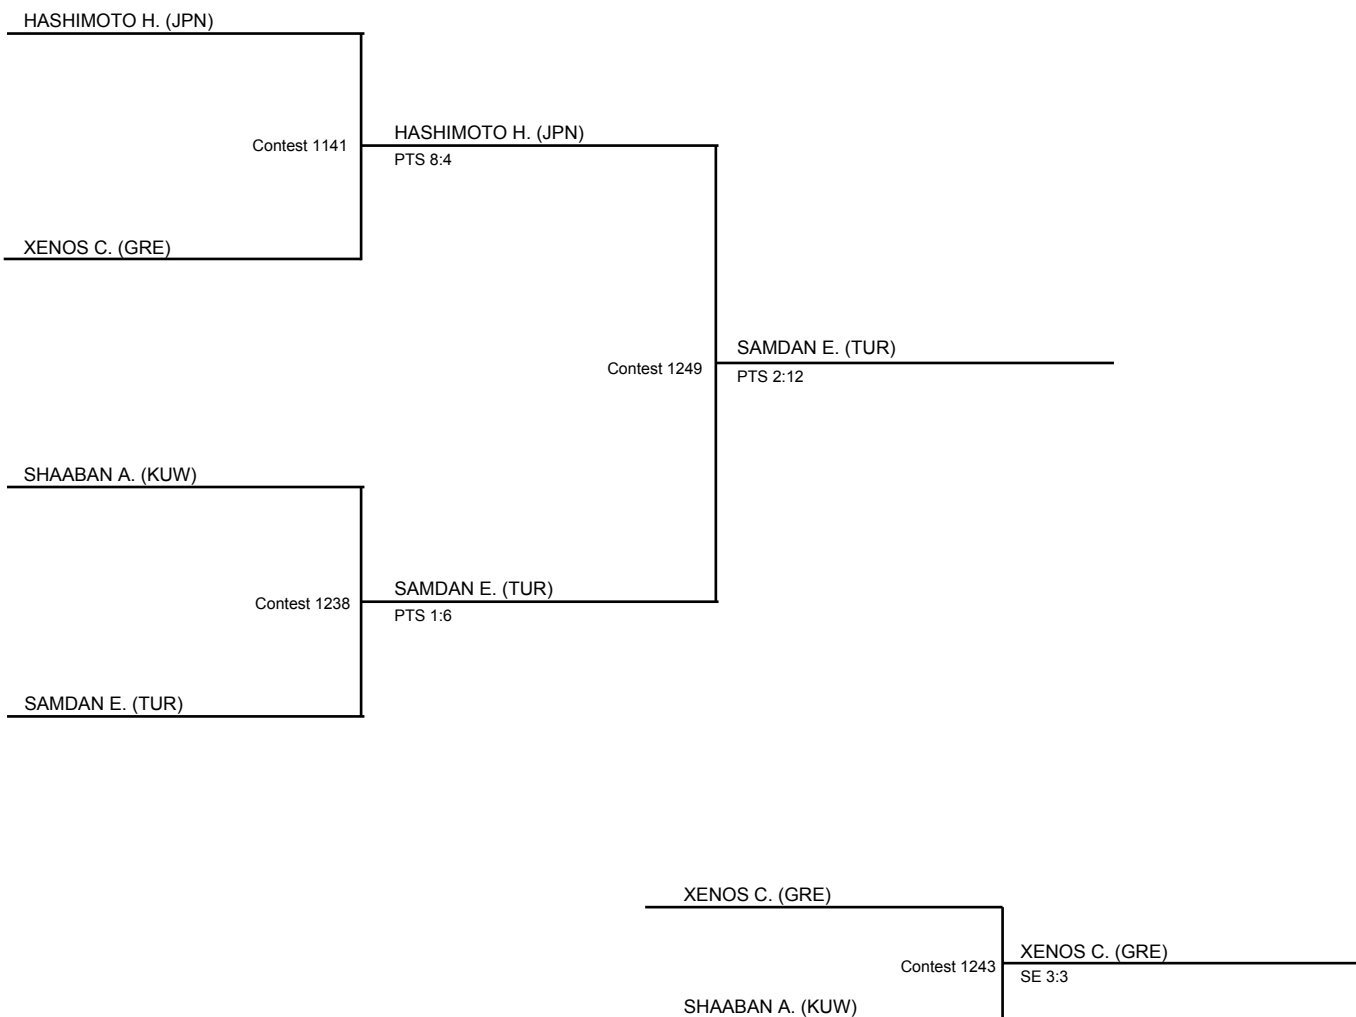 HASHIMOTO H. (JPN)
Contest 1141
HASHIMOTO H. (JPN)
PTS 8:4
XENOS C. (GRE)
Contest 1249
SAMDAN E. (TUR)
PTS 2:12
SHAABAN A. (KUW)
Contest 1238
SAMDAN E. (TUR)
PTS 1:6
SAMDAN E. (TUR)
XENOS C. (GRE)
Contest 1243
XENOS C. (GRE)
SE 3:3
SHAABAN A. (KUW)